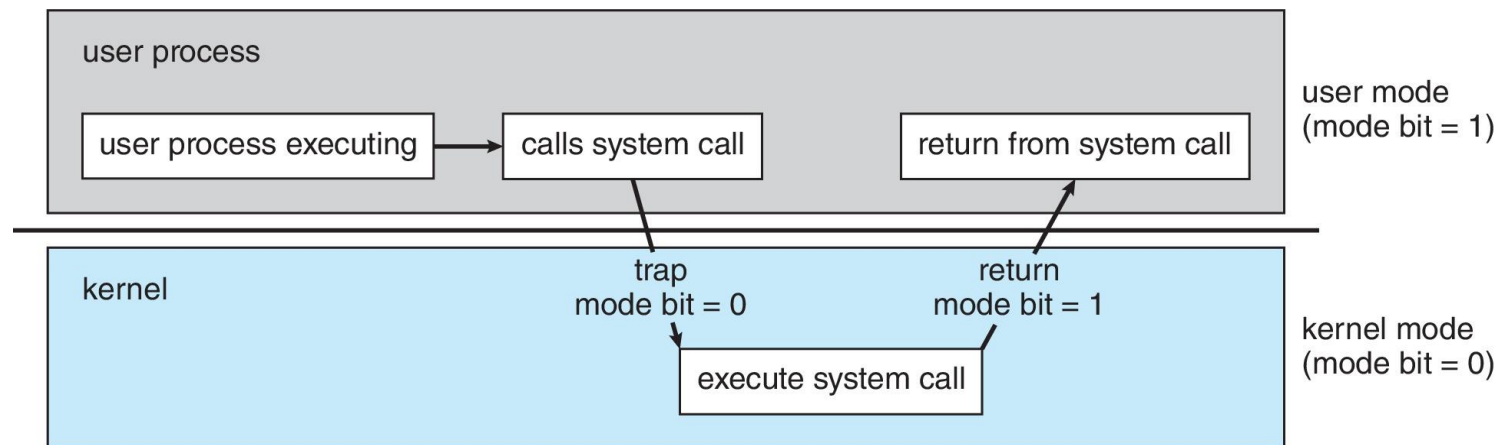 user process
user process executing
calls system call
return from system call
user mode
(mode bit = 1)
kernel
trap
mode bit = 0
return
mode bit = 1
execute system call
kernel mode
(mode bit = 0)